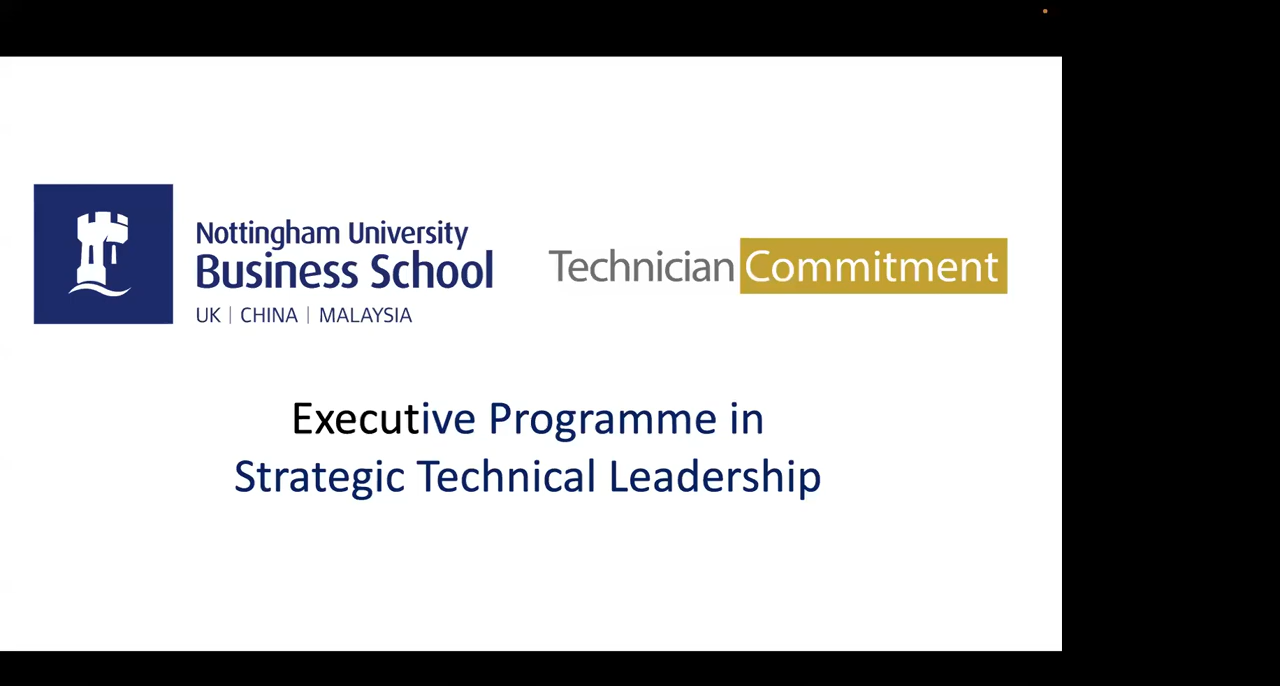 Nottingham University
Business School
UK | CHINA | MALAYSIA
Technician Commitment
Executive Programme in
Strategic Technical Leadership